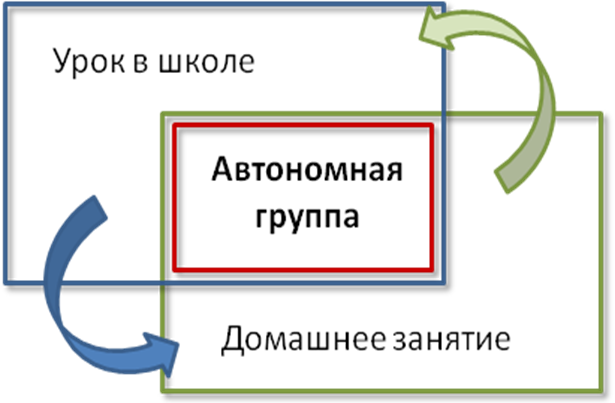 Урок в школе
Автономная
группа
Домашнее занятие